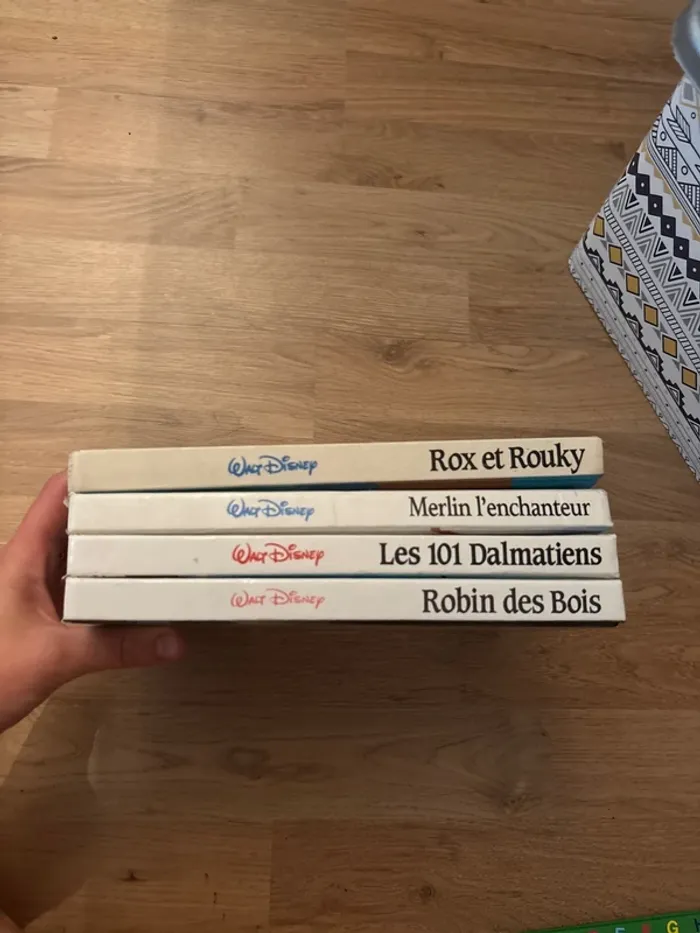 Walt Disney Rox et Rouky
Walt Disney Merlin l'enchanteur
Walt Disney Les 101 Dalmatiens
Walt Disney Robin des Bois
G